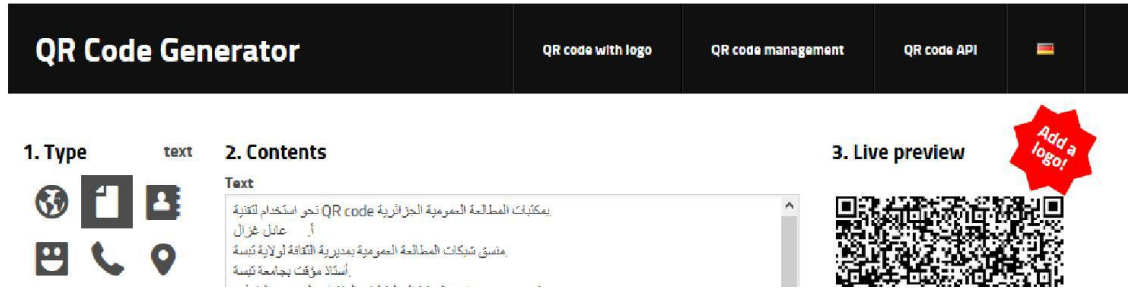 QR Code Generator
QR code with logo
QR code management
QR code API
1. Type
text
2. Contents
3. Live preview
Add a
logo!
Text
بمكتبات المطالعة العمومية الجزائرية QR code نحو استخدام لتقنية
أ. عادل غزال
منسق شبكات المطالعة العمومية بمديرية الثقافة لولاية تبسة.
أستاذ مؤقت بجامعة تبسة.